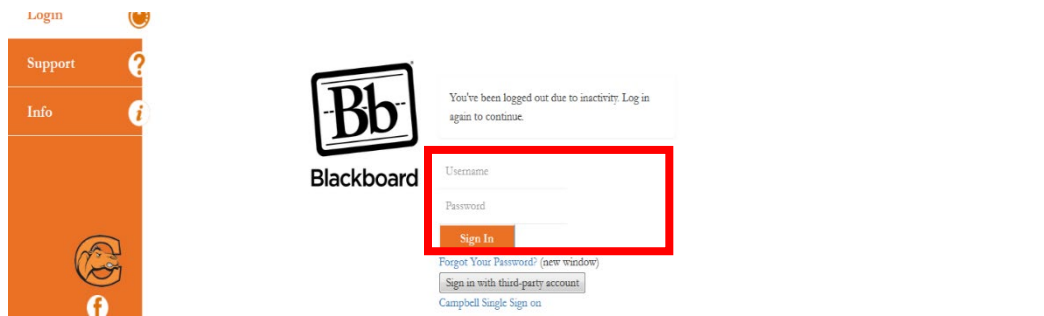 Login
Support
?
Info
i
Bb
Blackboard
You've been logged out due to inactivity. Log in
again to continue.
Username
Password
Sign In
Forgot Your Password? (new window)
Sign in with third-party account
Campbell Single Sign on
C
f